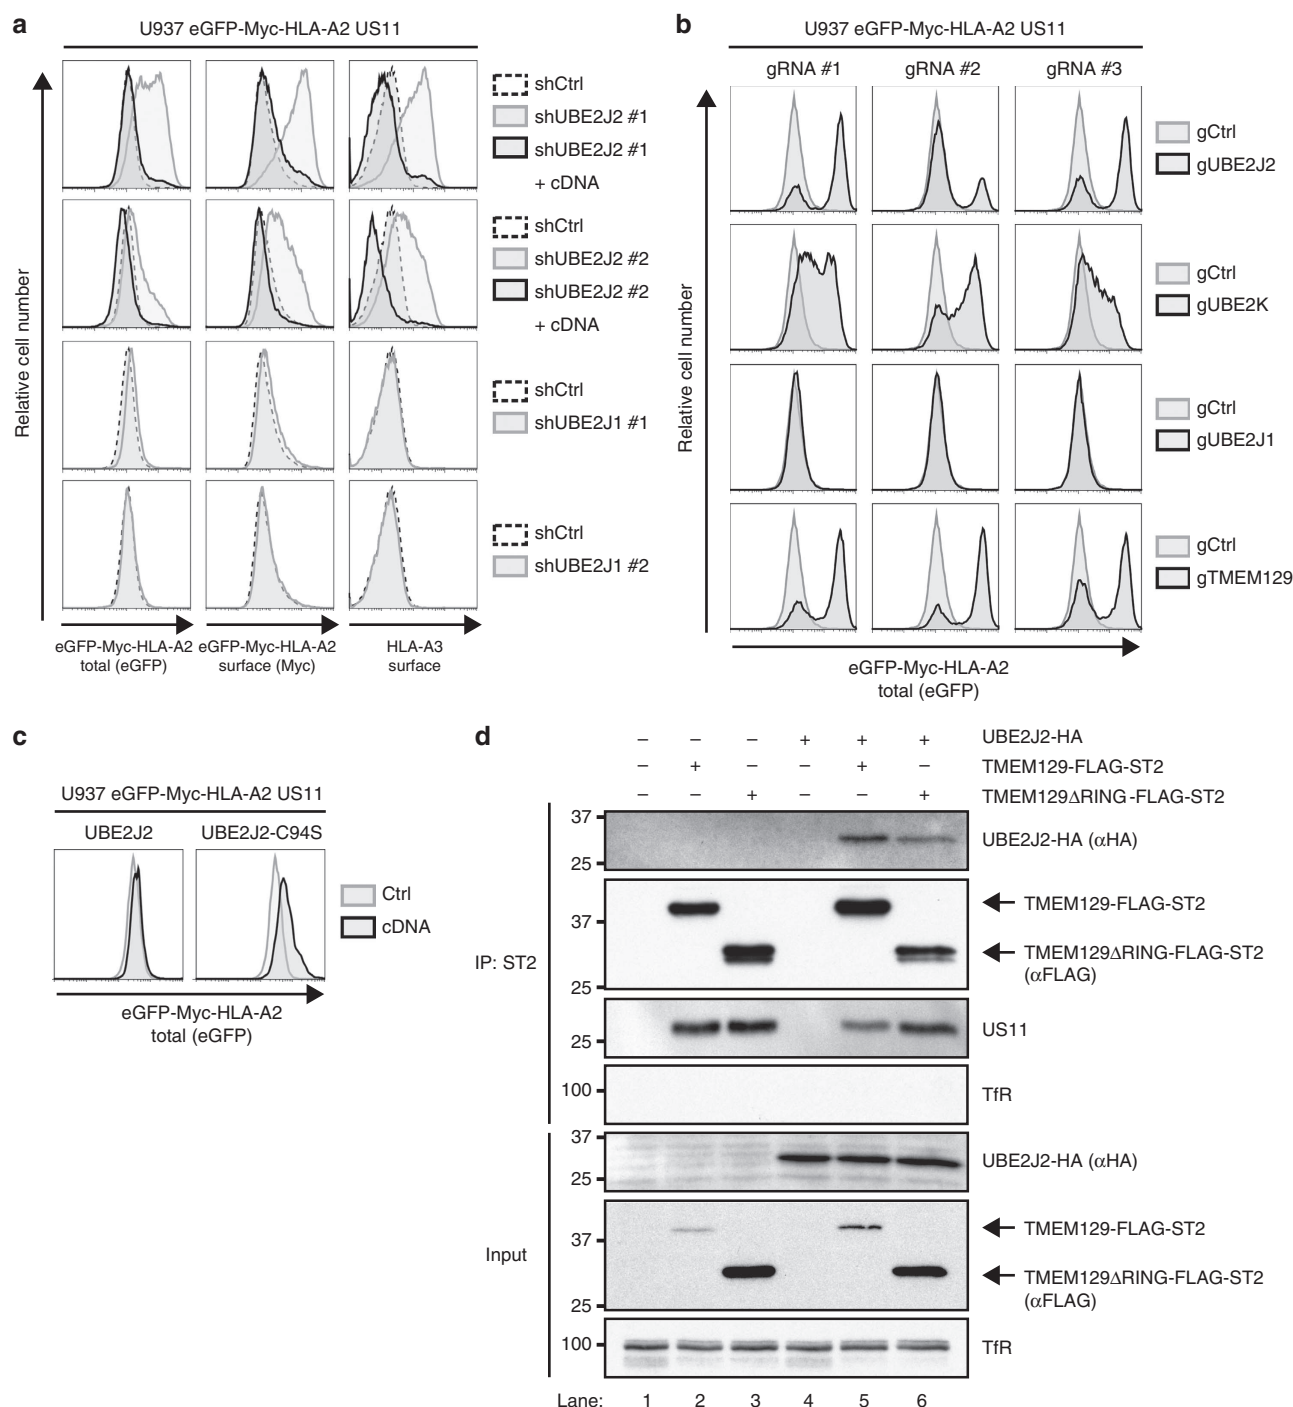 a
U937 eGFP-Myc-HLA-A2 US11
Relative cell number
shCtrl
shUBE2J2 #1
shUBE2J2 #1
+ cDNA
shCtrl
shUBE2J2 #2
shUBE2J2 #2
+ cDNA
shCtrl
shUBE2J1 #1
shCtrl
shUBE2J1 #2
eGFP-Myc-HLA-A2
total (eGFP)
eGFP-Myc-HLA-A2
surface (Myc)
HLA-A3
surface
b
U937 eGFP-Myc-HLA-A2 US11
gRNA #1
gRNA #2
gRNA #3
Relative cell number
gCtrl
gUBE2J2
gCtrl
gUBE2K
gCtrl
gUBE2J1
gCtrl
gTMEM129
eGFP-Myc-HLA-A2
total (eGFP)
c
U937 eGFP-Myc-HLA-A2 US11
UBE2J2
UBE2J2-C94S
Ctrl
cDNA
eGFP-Myc-HLA-A2
total (eGFP)
d
– – – + + + UBE2J2-HA
– + – – + – TMEM129-FLAG-ST2
– – + – – + TMEM129ΔRING-FLAG-ST2
IP: ST2
37
25
UBE2J2-HA (αHA)
37
25
TMEM129-FLAG-ST2
TMEM129ΔRING-FLAG-ST2
(αFLAG)
25
US11
100
TfR
Input
37
25
UBE2J2-HA (αHA)
37
25
TMEM129-FLAG-ST2
TMEM129ΔRING-FLAG-ST2
(αFLAG)
100
TfR
Lane: 1 2 3 4 5 6